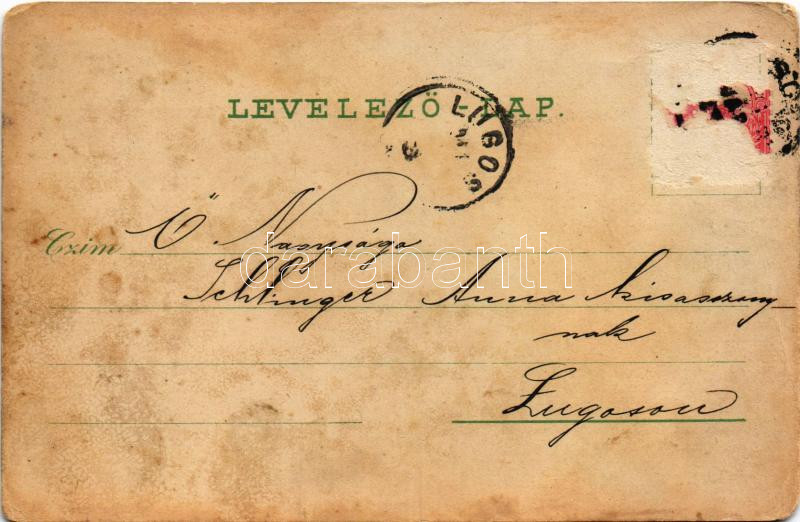 LEVELEZŐ-LAP.
LUGOS
Czim Ő Nagysága
Schlinger Anna kisasszony-
nak
Lugoson
darabanth